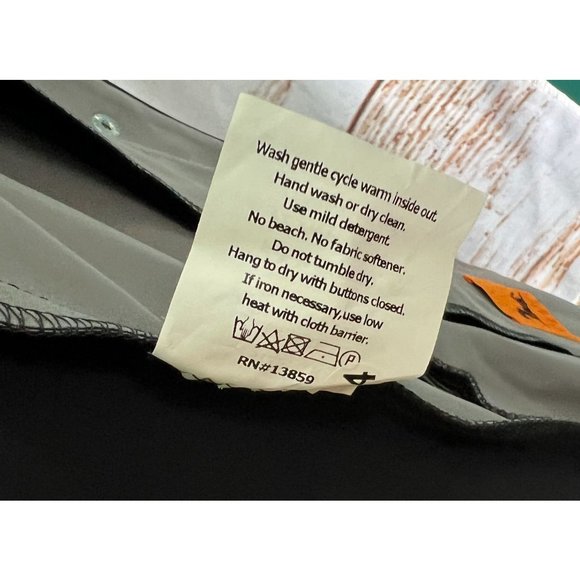 Wash gentle cycle warm inside out.
Hand wash or dry clean.
Use mild detergent.
No beach. No fabric softener.
Do not tumble dry.
Hang to dry with buttons closed.
If iron necessary,use low
heat with cloth barrier.
P
RN#13859